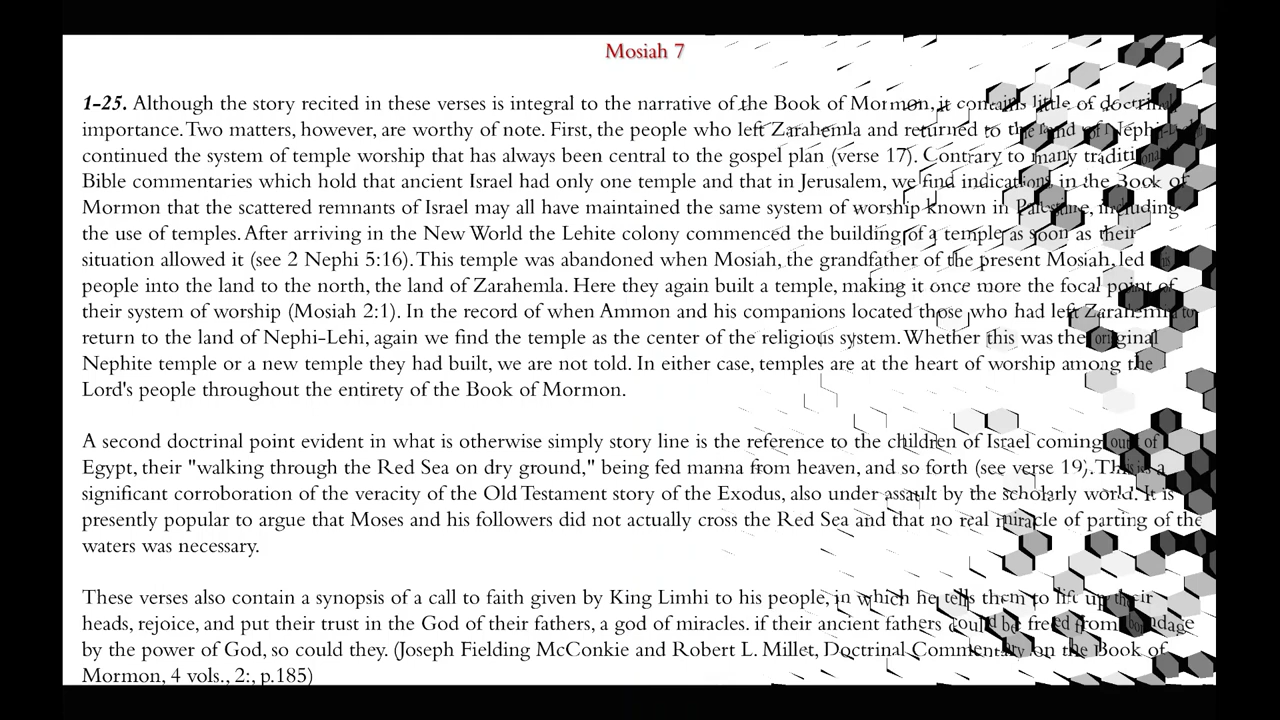 Mosiah 7
1-25. Although the story recited in these verses is integral to the narrative of the Book of Mormon, it contains little of doctrinal
importance. Two matters, however, are worthy of note. First, the people who left Zarahemla and returned to the land of Nephi-Lehi
continued the system of temple worship that has always been central to the gospel plan (verse 17). Contrary to many traditional
Bible commentaries which hold that ancient Israel had only one temple and that in Jerusalem, we find indications in the Book of
Mormon that the scattered remnants of Israel may all have maintained the same system of worship known in Palestine, including
the use of temples. After arriving in the New World the Lehite colony commenced the building of a temple as soon as their
situation allowed it (see 2 Nephi 5:16). This temple was abandoned when Mosiah, the grandfather of the present Mosiah, led his
people into the land to the north, the land of Zarahemla. Here they again built a temple, making it once more the focal point of
their system of worship (Mosiah 2:1). In the record of when Ammon and his companions located those who had left Zarahemla to
return to the land of Nephi-Lehi, again we find the temple as the center of the religious system. Whether this was the original
Nephite temple or a new temple they had built, we are not told. In either case, temples are at the heart of worship among the
Lord's people throughout the entirety of the Book of Mormon.
A second doctrinal point evident in what is otherwise simply story line is the reference to the children of Israel coming out of
Egypt, their "walking through the Red Sea on dry ground," being fed manna from heaven, and so forth (see verse 19). This is a
significant corroboration of the veracity of the Old Testament story of the Exodus, also under assault by the scholarly world. It is
presently popular to argue that Moses and his followers did not actually cross the Red Sea and that no real miracle of parting of the
waters was necessary.
These verses also contain a synopsis of a call to faith given by King Limhi to his people, in which he tells them to lift up their
heads, rejoice, and put their trust in the God of their fathers, a god of miracles. if their ancient fathers could be freed from bondage
by the power of God, so could they. (Joseph Fielding McConkie and Robert L. Millet, Doctrinal Commentary on the Book of
Mormon, 4 vols., 2:, p.185)